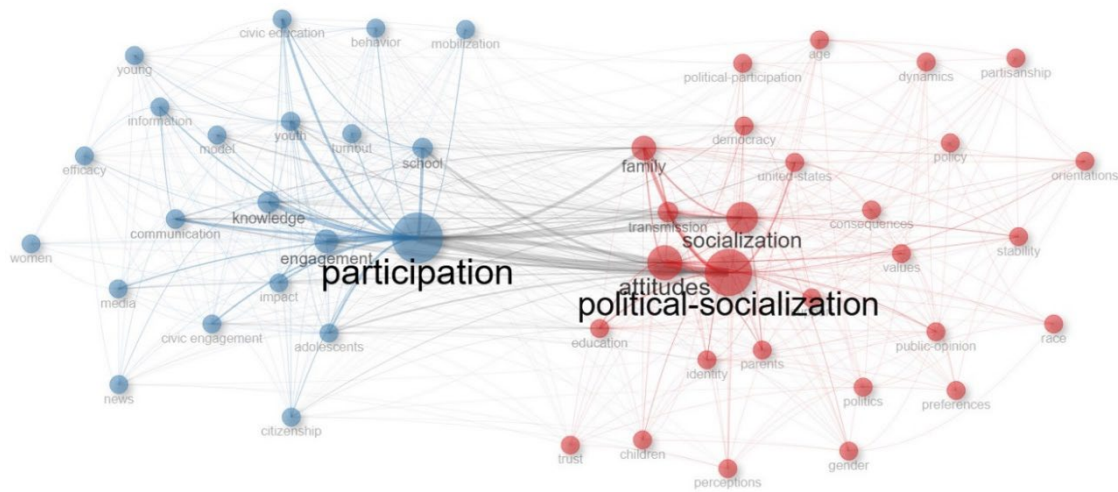 civic education
behavior
mobilization
young
information
model
youth
turnout
school
efficacy
knowledge
communication
women
engagement
participation
media
impact
civic engagement
adolescents
news
citizenship
age
political-participation
dynamics
partisanship
democracy
family
united-states
policy
orientations
transmission
socialization
consequences
stability
attitudes
values
political-socialization
education
parents
public-opinion
race
identity
politics
preferences
trust
children
perceptions
gender